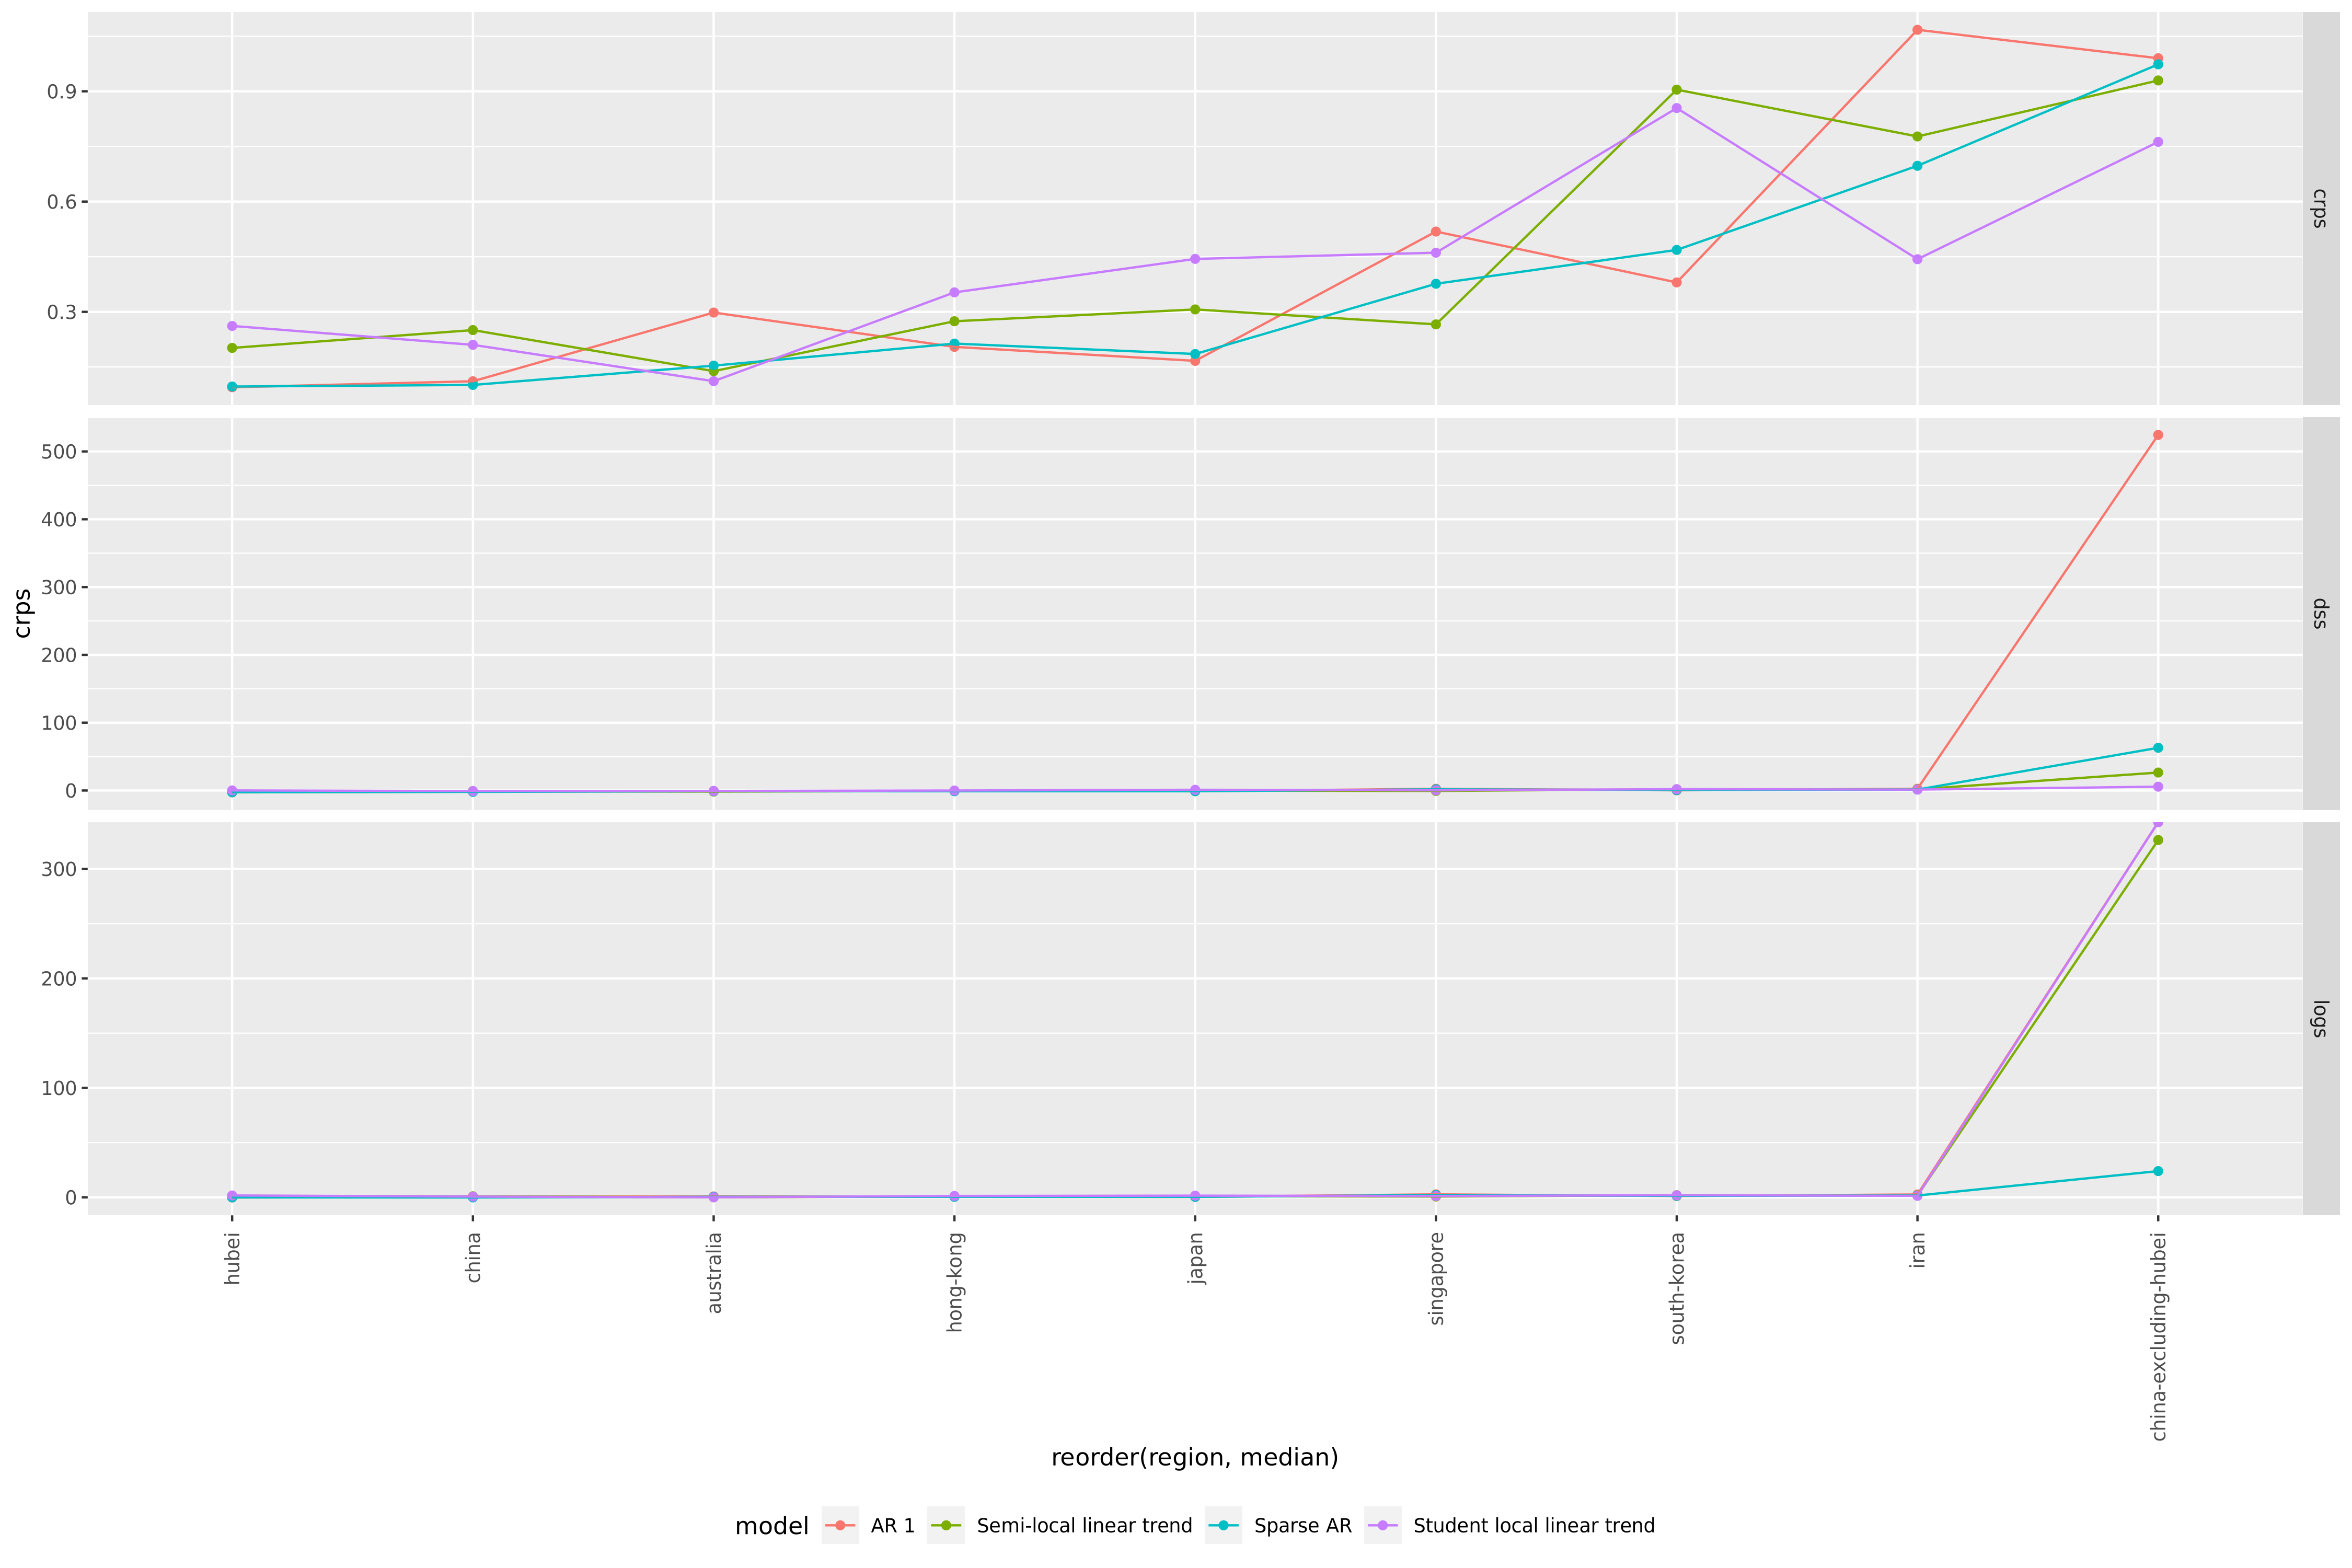 0.9
0.6
0.3
crps
500
400
300
200
100
0
dss
crps
300
200
100
0
logs
hubei
china
australia
hong-kong
japan
singapore
south-korea
iran
china-excluding-hubei
reorder(region, median)
model AR 1 Semi-local linear trend Sparse AR Student local linear trend